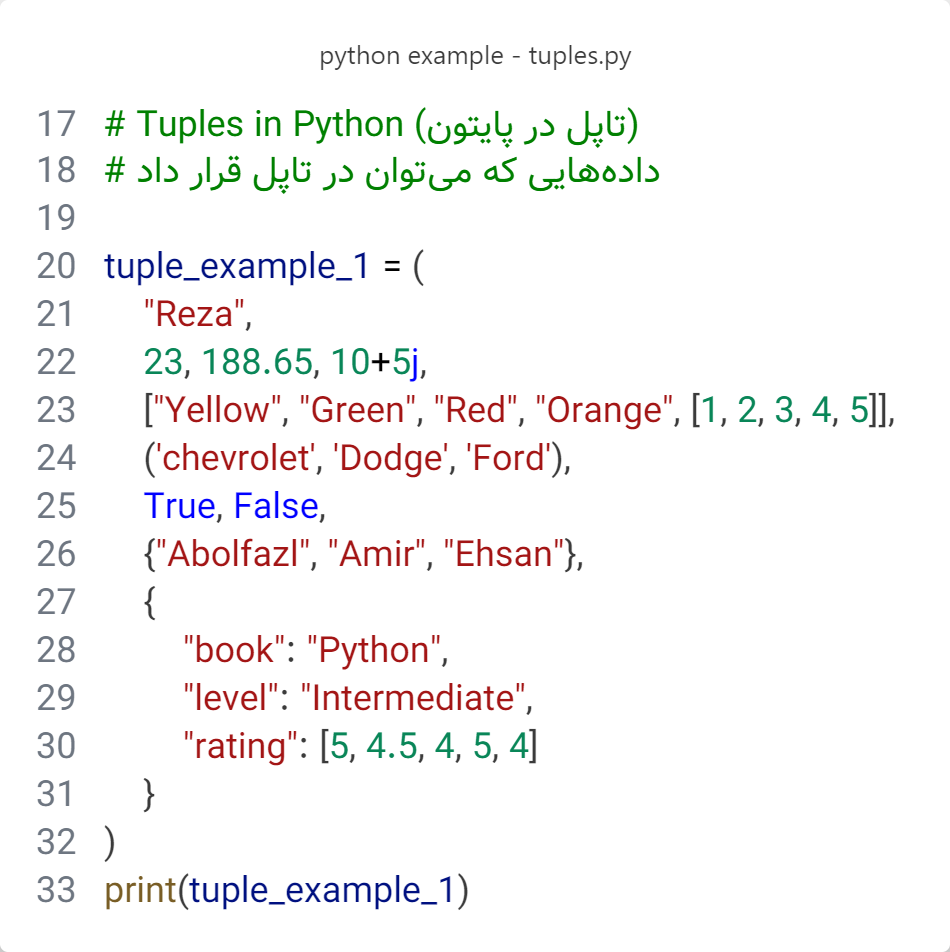 python example - tuples.py
17 # Tuples in Python (تاپل در پایتون)
18 # داده‌هایی که می‌توان در تاپل قرار داد
19
20 tuple_example_1 = (
21     "Reza",
22     23, 188.65, 10+5j,
23     ["Yellow", "Green", "Red", "Orange", [1, 2, 3, 4, 5]],
24     ('chevrolet', 'Dodge', 'Ford'),
25     True, False,
26     {"Abolfazl", "Amir", "Ehsan"},
27     {
28         "book": "Python",
29         "level": "Intermediate",
30         "rating": [5, 4.5, 4, 5, 4]
31     }
32 )
33 print(tuple_example_1)